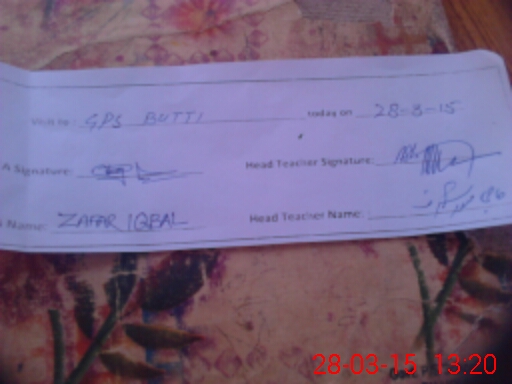 Visit to: GPS BUTTI today on 28-3-15
A Signature: Head Teacher Signature:
Name: ZAFAR IQBAL Head Teacher Name:
28-03-15 13:20